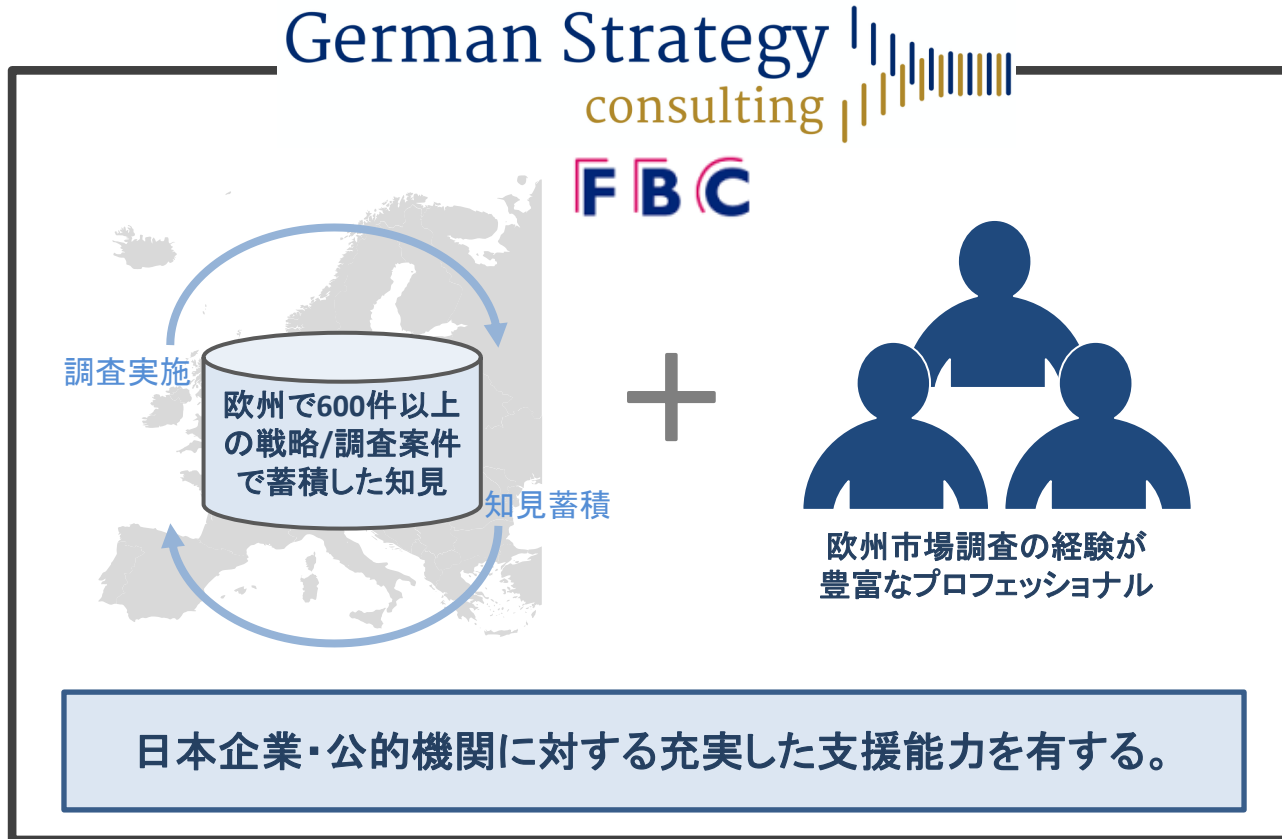 German Strategy
consulting
FBC
調査実施
欧州で600件以上
の戦略/調査案件
で蓄積した知見
知見蓄積
欧州市場調査の経験が
豊富なプロフェッショナル
日本企業・公的機関に対する充実した支援能力を有する。